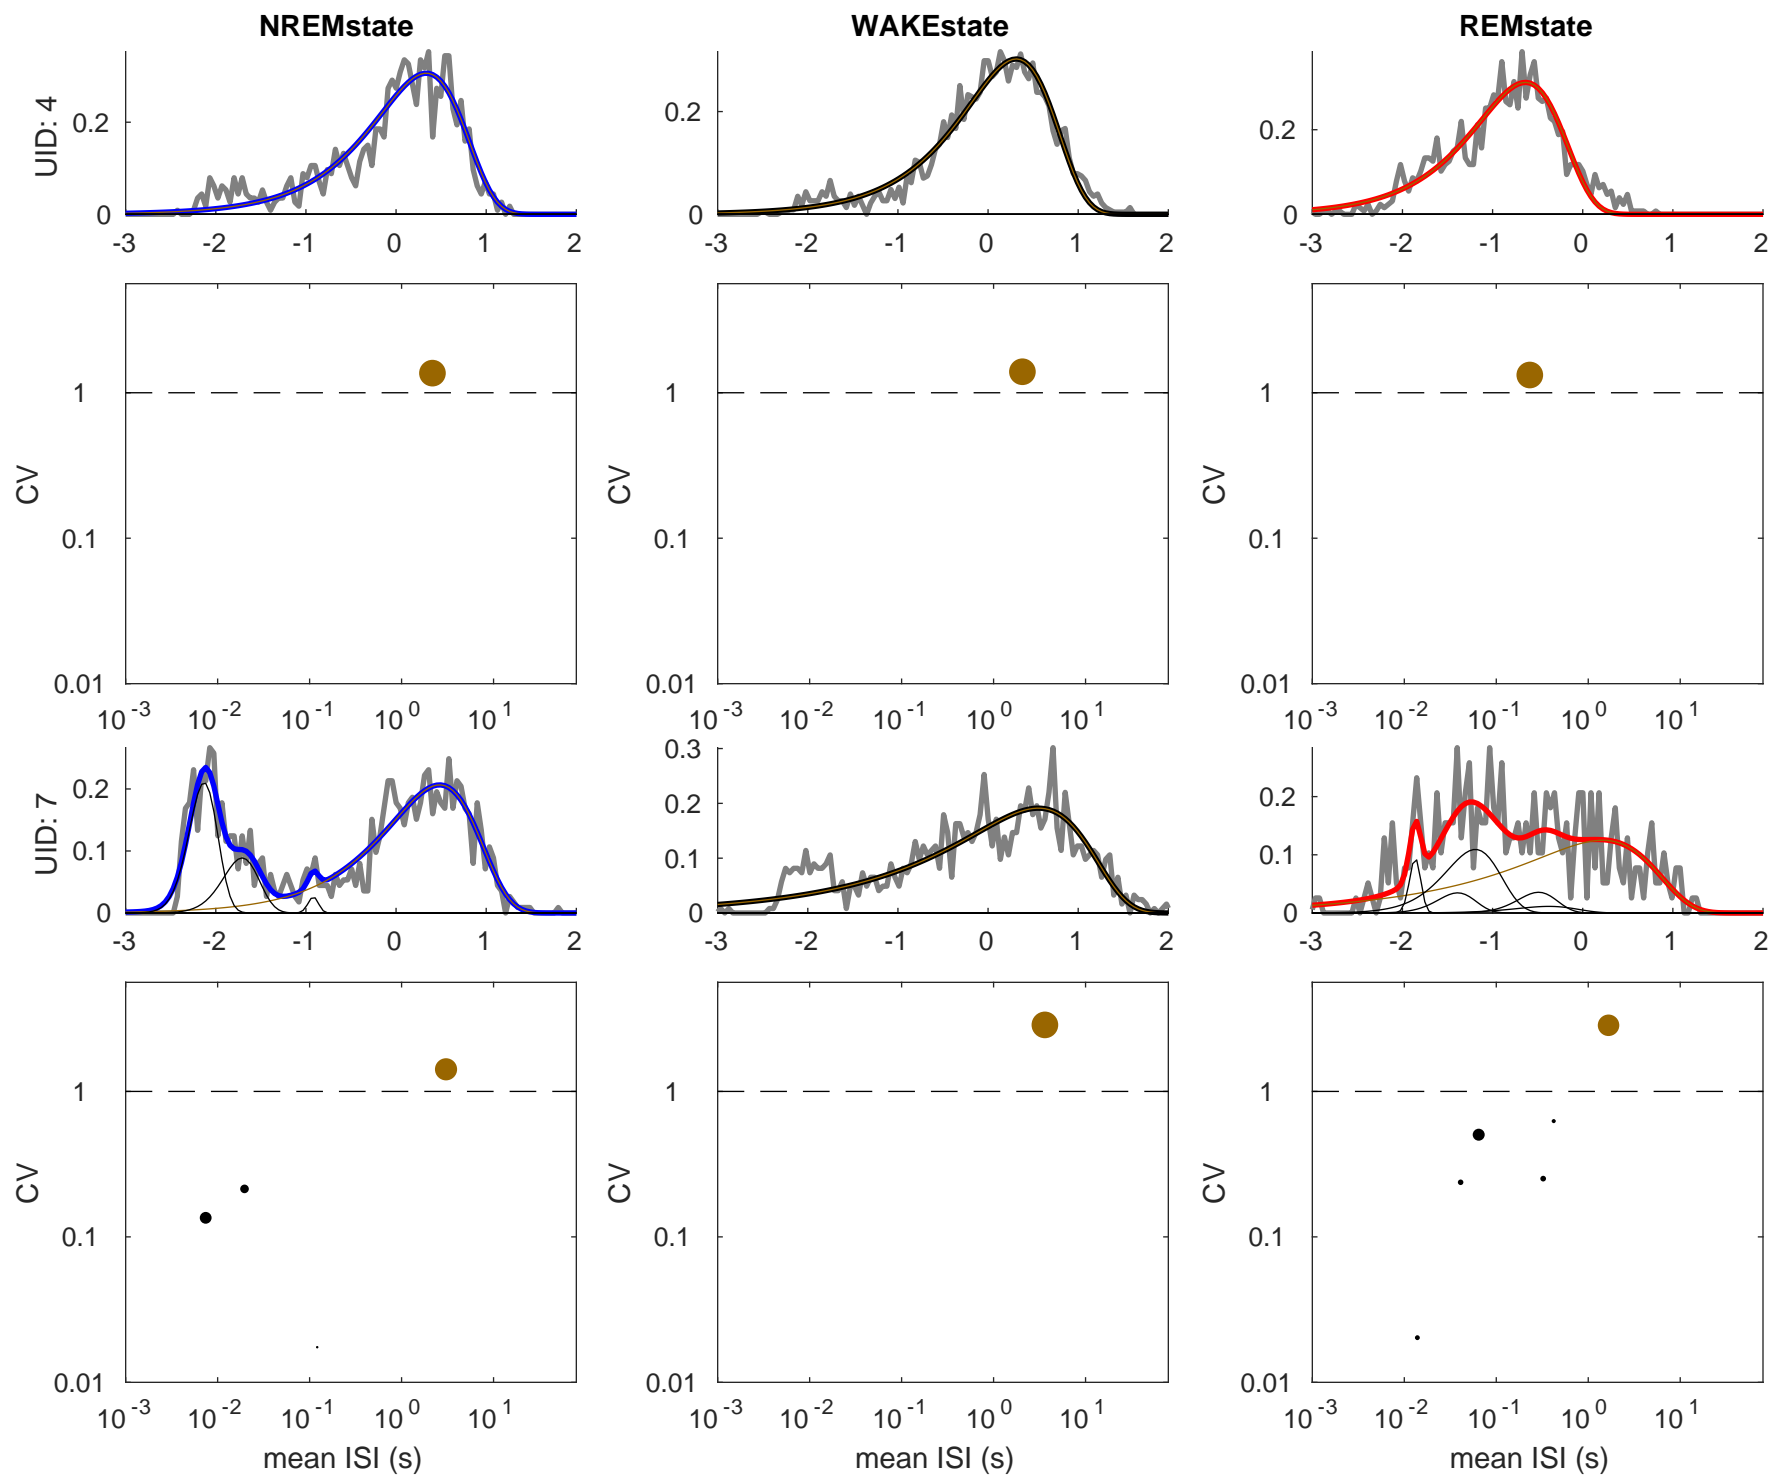 NREMstate WAKEstate REMstate
UID: 4
0.2 0.2 0.2
0 0 0
-3 -2 -1 0 1 2 -3 -2 -1 0 1 2 -3 -2 -1 0 1 2
1 1 1
CV CV CV
0.1 0.1 0.1
0.01 0.01 0.01
10^-3 10^-2 10^-1 10^0 10^1 10^-3 10^-2 10^-1 10^0 10^1 10^-3 10^-2 10^-1 10^0 10^1
UID: 7
0.3
0.2 0.2 0.2
0.1 0.1 0.1
0 0 0
-3 -2 -1 0 1 2 -3 -2 -1 0 1 2 -3 -2 -1 0 1 2
1 1 1
CV CV CV
0.1 0.1 0.1
0.01 0.01 0.01
10^-3 10^-2 10^-1 10^0 10^1 10^-3 10^-2 10^-1 10^0 10^1 10^-3 10^-2 10^-1 10^0 10^1
mean ISI (s) mean ISI (s) mean ISI (s)